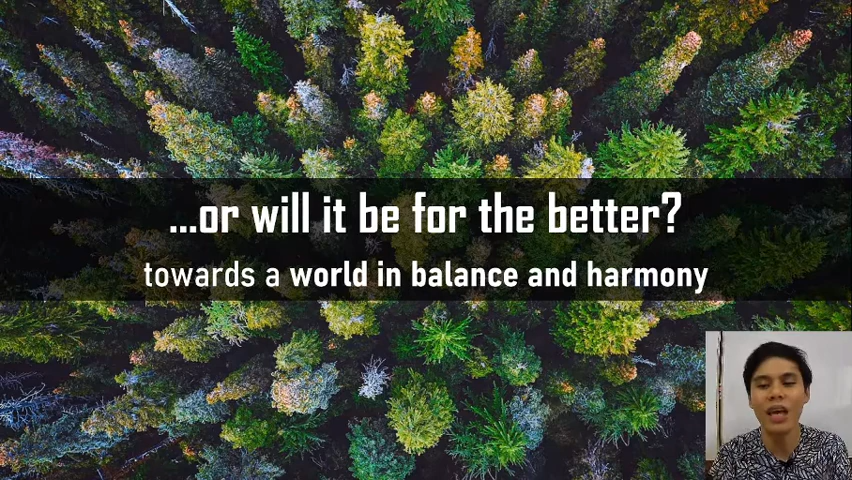 ...or will it be for the better?
towards a world in balance and harmony